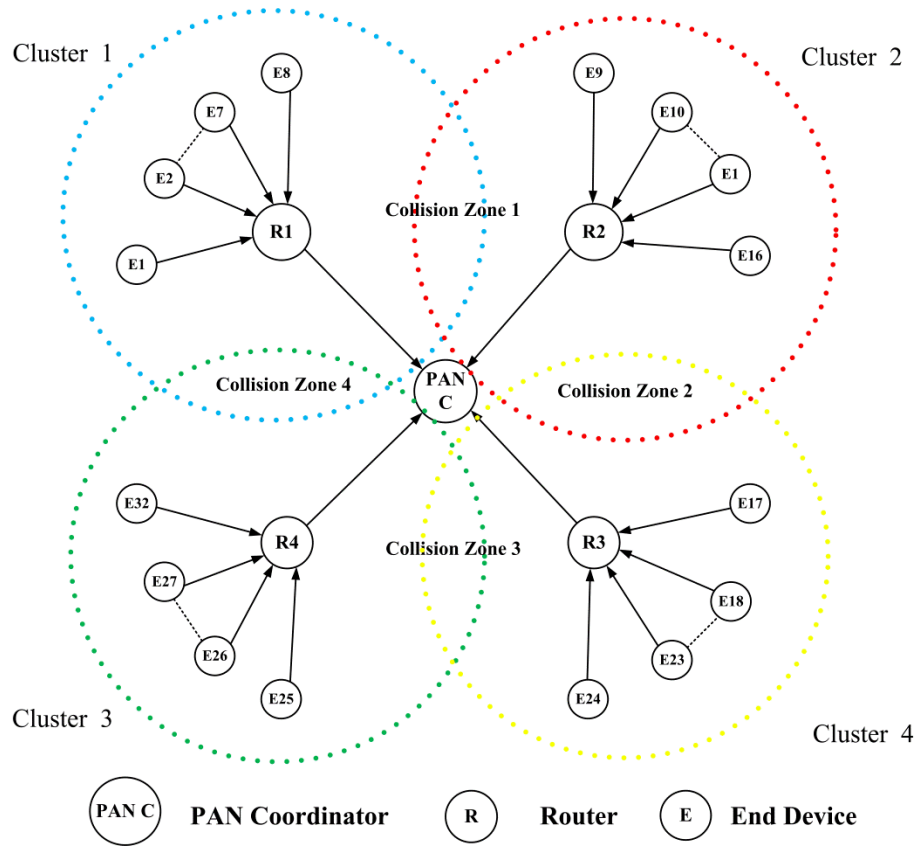 Cluster 1
Cluster 2
E8
E9
E7
E10
E2
E1
R1
Collision Zone 1
R2
E1
E16
Collision Zone 4
PAN
C
Collision Zone 2
E32
E17
R4
Collision Zone 3
R3
E27
E18
E26
E23
E25
E24
Cluster 3
Cluster 4
PAN C
PAN Coordinator
R
Router
E
End Device